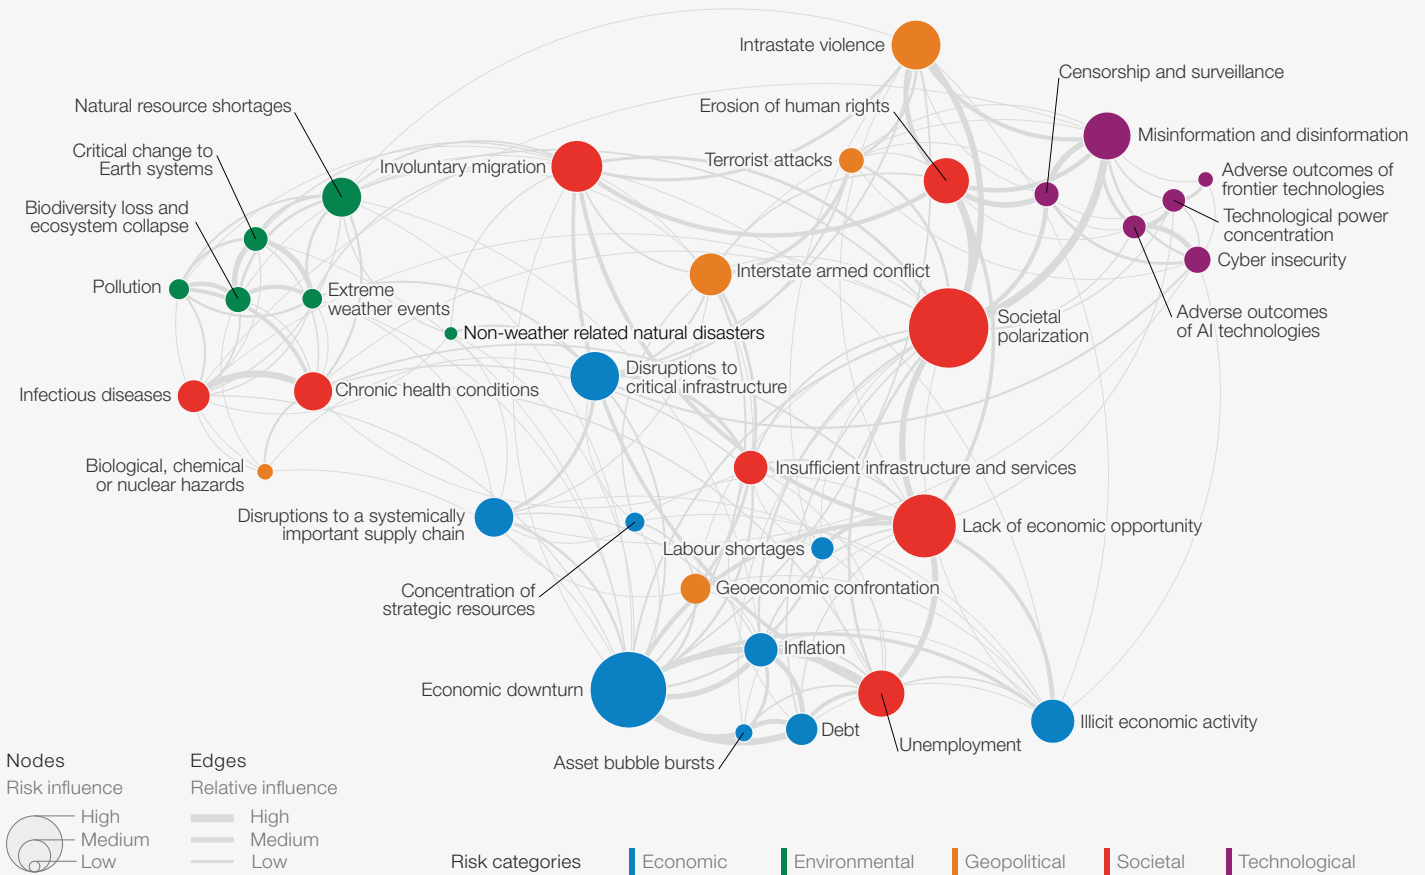 Intrastate violence
Censorship and surveillance
Natural resource shortages
Erosion of human rights
Misinformation and disinformation
Critical change to
Earth systems
Involuntary migration
Terrorist attacks
Adverse outcomes of
frontier technologies
Biodiversity loss and
ecosystem collapse
Technological power
concentration
Interstate armed conflict
Cyber insecurity
Pollution
Extreme
weather events
Societal
polarization
Adverse outcomes
of AI technologies
Non-weather related natural disasters
Disruptions to
critical infrastructure
Infectious diseases
Chronic health conditions
Biological, chemical
or nuclear hazards
Insufficient infrastructure and services
Disruptions to a systemically
important supply chain
Lack of economic opportunity
Labour shortages
Concentration of
strategic resources
Geoeconomic confrontation
Inflation
Economic downturn
Illicit economic activity
Debt
Unemployment
Asset bubble bursts
Nodes
Risk influence
High
Medium
Low
Edges
Relative influence
High
Medium
Low
Risk categories
Economic
Environmental
Geopolitical
Societal
Technological